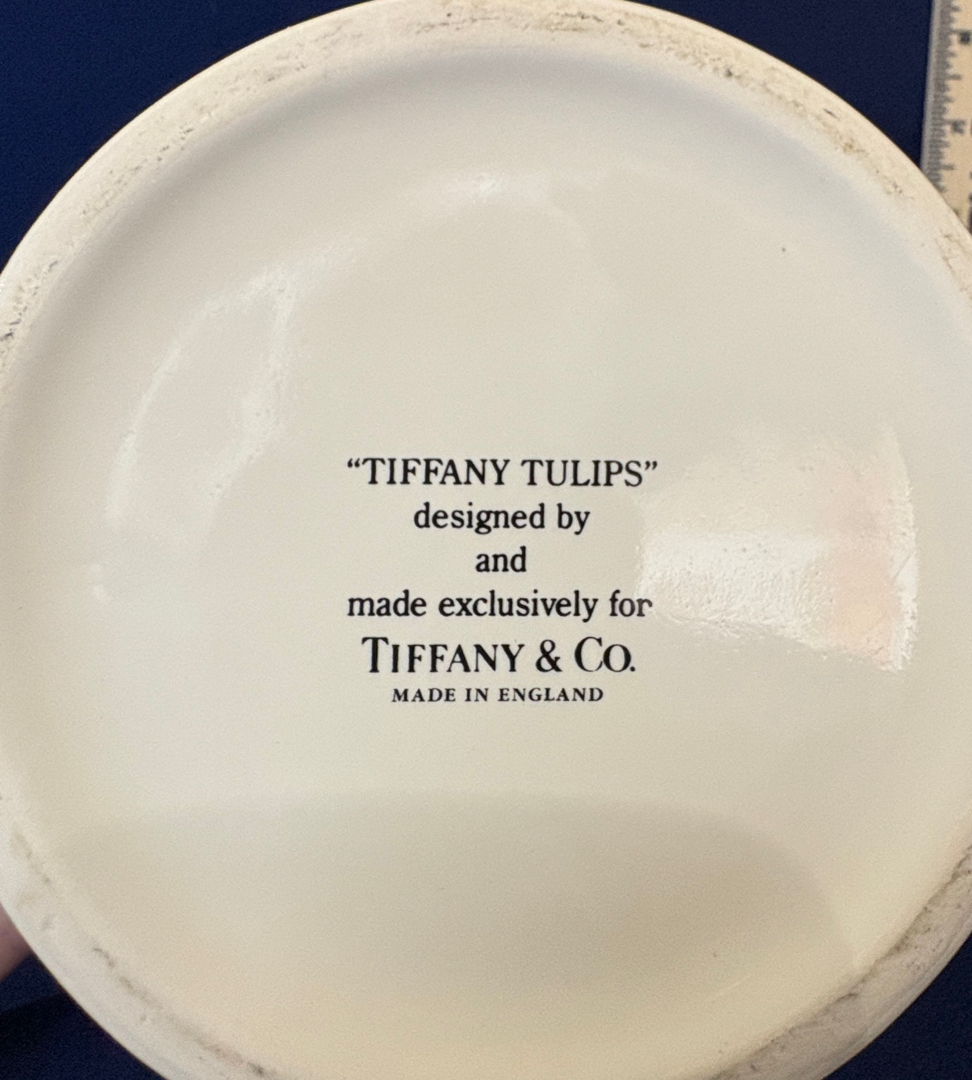 “TIFFANY TULIPS”
designed by
and
made exclusively for
TIFFANY & CO.
MADE IN ENGLAND